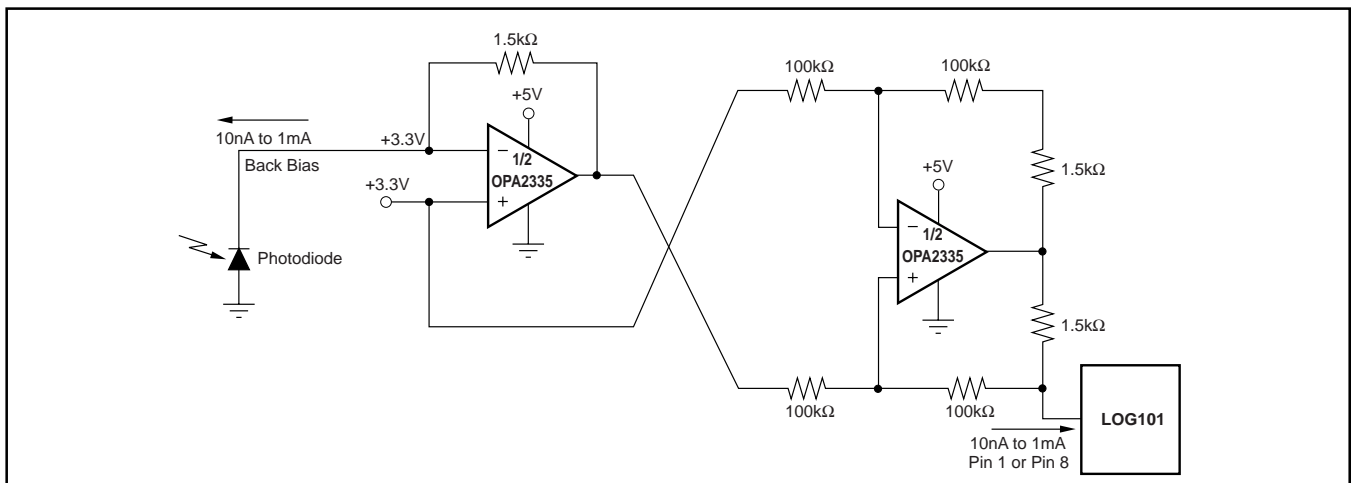 1.5kΩ
+5V
10nA to 1mA
Back Bias
+3.3V
−
1/2
OPA2335
+
+3.3V
Photodiode
100kΩ
100kΩ
1.5kΩ
+5V
−
1/2
OPA2335
+
1.5kΩ
100kΩ
100kΩ
10nA to 1mA
Pin 1 or Pin 8
LOG101